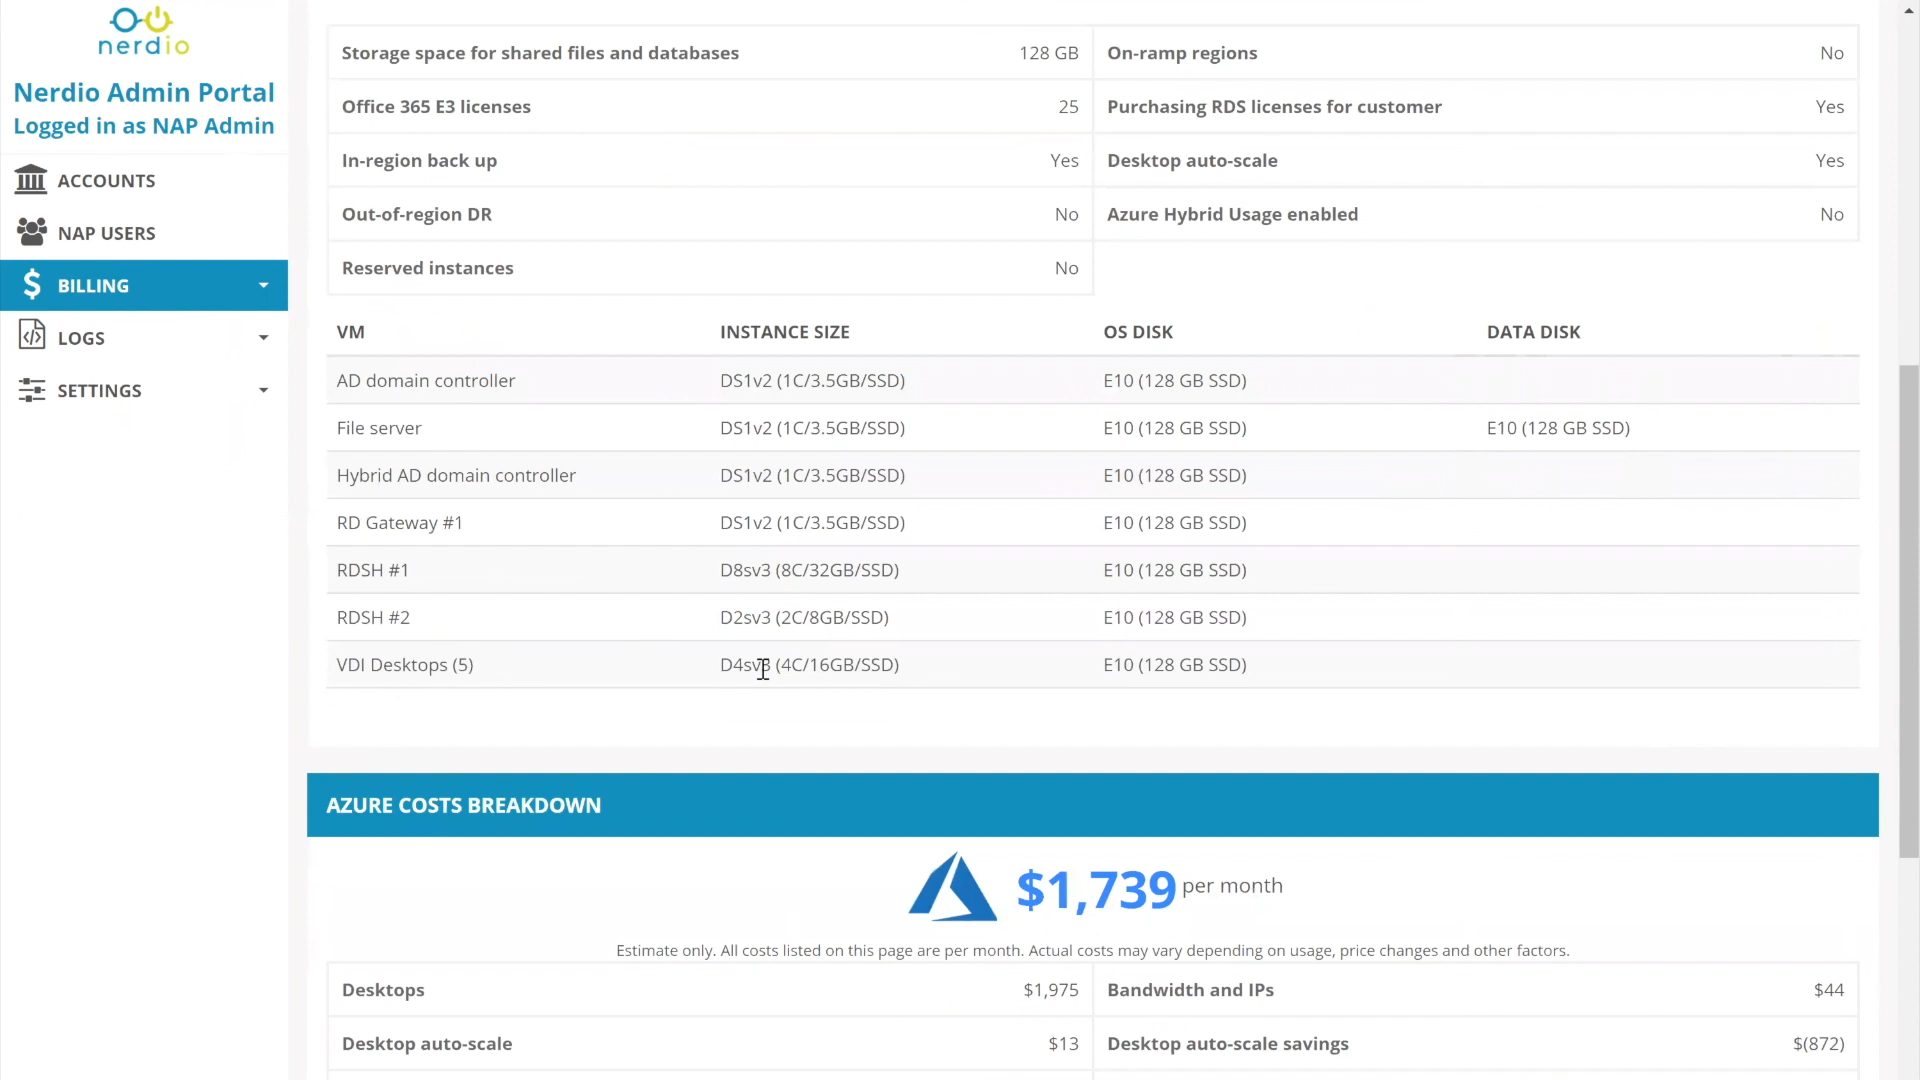 nerdio
Nerdio Admin Portal
Logged in as NAP Admin
ACCOUNTS
NAP USERS
BILLING
LOGS
SETTINGS
Storage space for shared files and databases 128 GB On-ramp regions No
Office 365 E3 licenses 25 Purchasing RDS licenses for customer Yes
In-region back up Yes Desktop auto-scale Yes
Out-of-region DR No Azure Hybrid Usage enabled No
Reserved instances No
VM INSTANCE SIZE OS DISK DATA DISK
AD domain controller DS1v2 (1C/3.5GB/SSD) E10 (128 GB SSD)
File server DS1v2 (1C/3.5GB/SSD) E10 (128 GB SSD) E10 (128 GB SSD)
Hybrid AD domain controller DS1v2 (1C/3.5GB/SSD) E10 (128 GB SSD)
RD Gateway #1 DS1v2 (1C/3.5GB/SSD) E10 (128 GB SSD)
RDSH #1 D8sv3 (8C/32GB/SSD) E10 (128 GB SSD)
RDSH #2 D2sv3 (2C/8GB/SSD) E10 (128 GB SSD)
VDI Desktops (5) D4sv3 (4C/16GB/SSD) E10 (128 GB SSD)
AZURE COSTS BREAKDOWN
$1,739 per month
Estimate only. All costs listed on this page are per month. Actual costs may vary depending on usage, price changes and other factors.
Desktops $1,975 Bandwidth and IPs $44
Desktop auto-scale $13 Desktop auto-scale savings $(872)